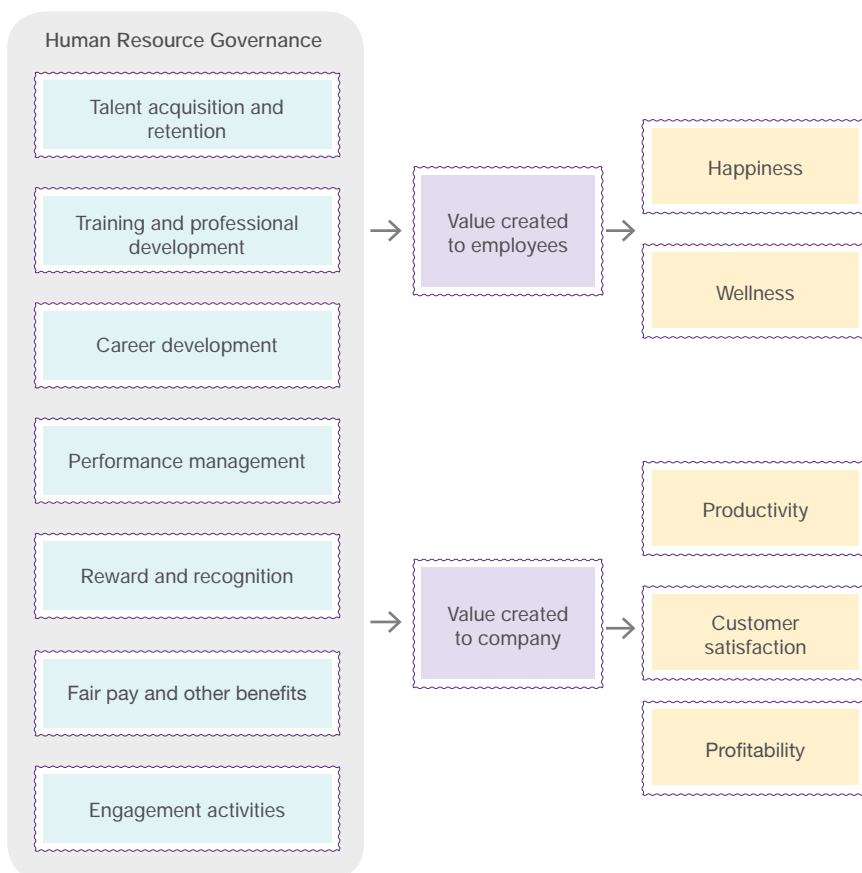 Human Resource Governance
Talent acquisition and
retention
Training and professional
development
Career development
Performance management
Reward and recognition
Fair pay and other benefits
Engagement activities
Value created
to employees
Happiness
Wellness
Value created
to company
Productivity
Customer
satisfaction
Profitability